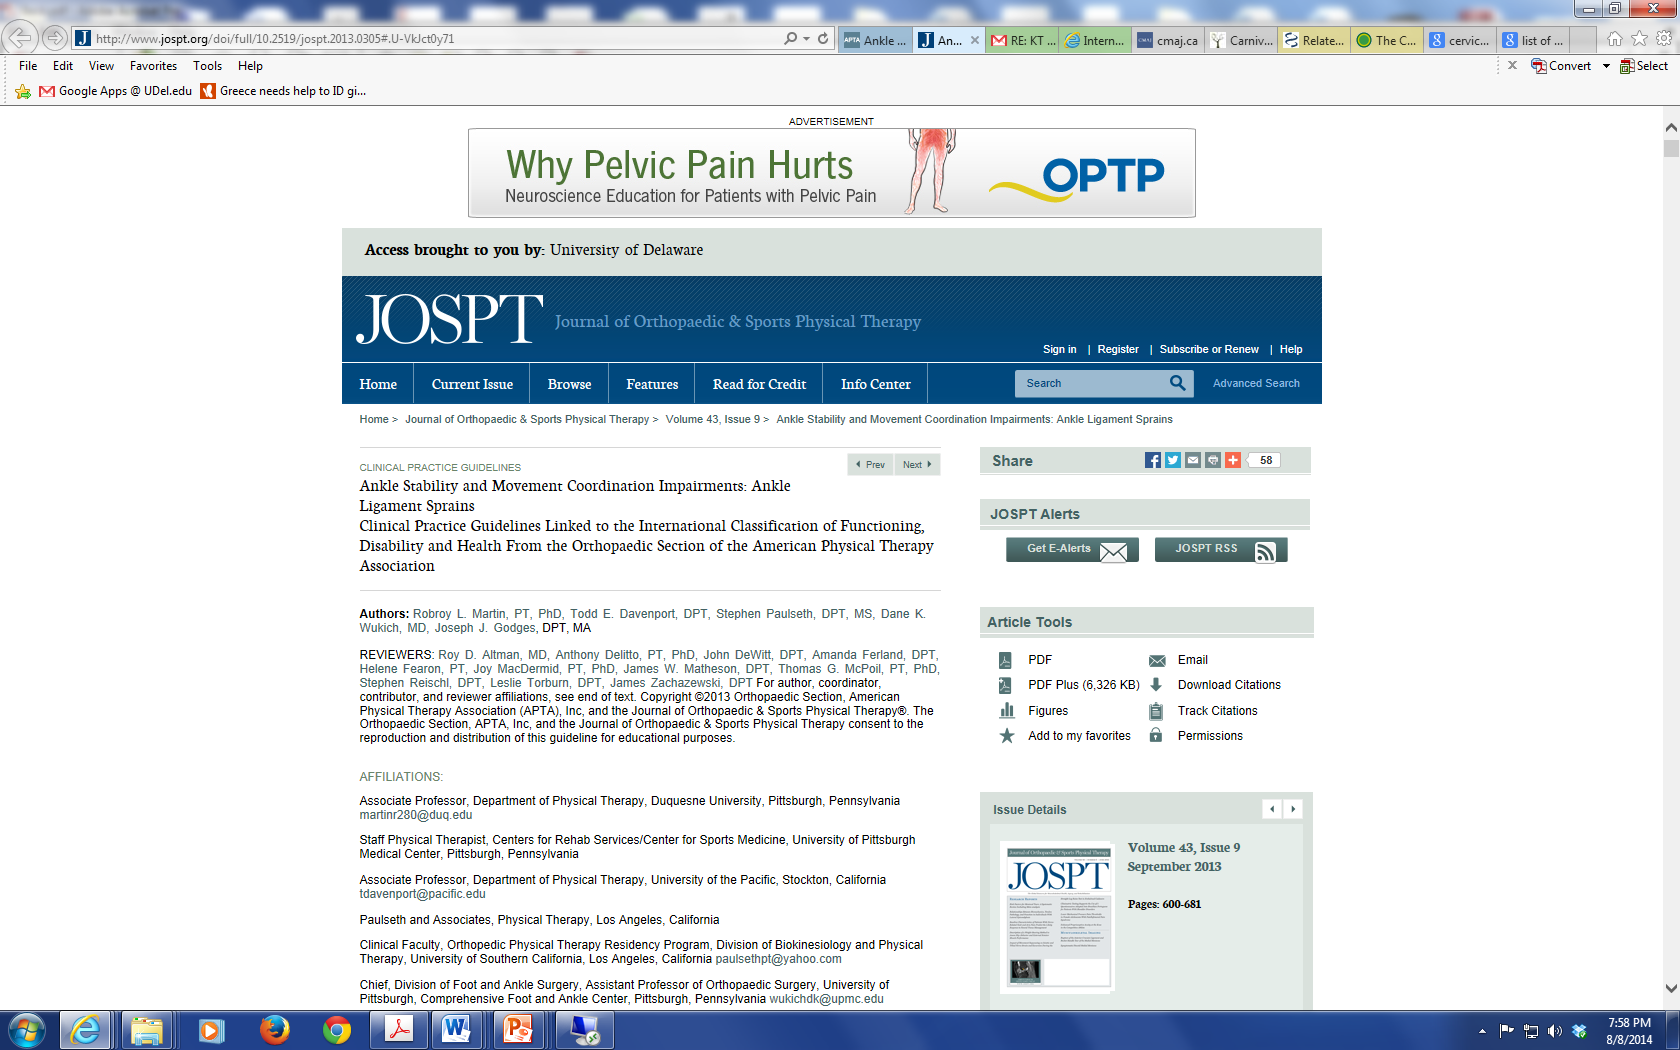 http://www.jospt.org/doi/full/10.2519/jospt.2013.0305#.U-VkJct0y71
APTA Ankle ...
J An...
RE: KT ...
Intern...
cmaj.ca
Carniv...
Relate...
The C...
cervic...
list of ...
File Edit View Favorites Tools Help
Convert Select
Google Apps @ UDel.edu Greece needs help to ID gi...
ADVERTISEMENT
Why Pelvic Pain Hurts
Neuroscience Education for Patients with Pelvic Pain
OPTP
Access brought to you by: University of Delaware
JOSPT Journal of Orthopaedic & Sports Physical Therapy
Sign in | Register | Subscribe or Renew | Help
Home Current Issue Browse Features Read for Credit Info Center Search Advanced Search
Home > Journal of Orthopaedic & Sports Physical Therapy > Volume 43, Issue 9 > Ankle Stability and Movement Coordination Impairments: Ankle Ligament Sprains
Prev Next
CLINICAL PRACTICE GUIDELINES
Ankle Stability and Movement Coordination Impairments: Ankle
Ligament Sprains
Clinical Practice Guidelines Linked to the International Classification of Functioning,
Disability and Health From the Orthopaedic Section of the American Physical Therapy
Association
Authors: Robroy L. Martin, PT, PhD, Todd E. Davenport, DPT, Stephen Paulseth, DPT, MS, Dane K.
Wukich, MD, Joseph J. Godges, DPT, MA
REVIEWERS: Roy D. Altman, MD, Anthony Delitto, PT, PhD, John DeWitt, DPT, Amanda Ferland, DPT,
Helene Fearon, PT, Joy MacDermid, PT, PhD, James W. Matheson, DPT, Thomas G. McPoil, PT, PhD,
Stephen Reischl, DPT, Leslie Torburn, DPT, James Zachazewski, DPT For author, coordinator,
contributor, and reviewer affiliations, see end of text. Copyright ©2013 Orthopaedic Section, American
Physical Therapy Association (APTA), Inc, and the Journal of Orthopaedic & Sports Physical Therapy®. The
Orthopaedic Section, APTA, Inc, and the Journal of Orthopaedic & Sports Physical Therapy consent to the
reproduction and distribution of this guideline for educational purposes.
AFFILIATIONS:
Associate Professor, Department of Physical Therapy, Duquesne University, Pittsburgh, Pennsylvania
martinr280@duq.edu
Staff Physical Therapist, Centers for Rehab Services/Center for Sports Medicine, University of Pittsburgh
Medical Center, Pittsburgh, Pennsylvania
Associate Professor, Department of Physical Therapy, University of the Pacific, Stockton, California
tdavenport@pacific.edu
Paulseth and Associates, Physical Therapy, Los Angeles, California
Clinical Faculty, Orthopedic Physical Therapy Residency Program, Division of Biokinesiology and Physical
Therapy, University of Southern California, Los Angeles, California paulsethpt@yahoo.com
Chief, Division of Foot and Ankle Surgery, Assistant Professor of Orthopaedic Surgery, University of
Pittsburgh, Comprehensive Foot and Ankle Center, Pittsburgh, Pennsylvania wukichdk@upmc.edu
Share 58
JOSPT Alerts
Get E-Alerts JOSPT RSS
Article Tools
PDF Email
PDF Plus (6,326 KB) Download Citations
Figures Track Citations
Add to my favorites Permissions
Issue Details
Journal of Orthopaedic & Sports Physical Therapy
JOSPT
Volume 43, Issue 9
September 2013
Pages: 600-681
7:58 PM
8/8/2014